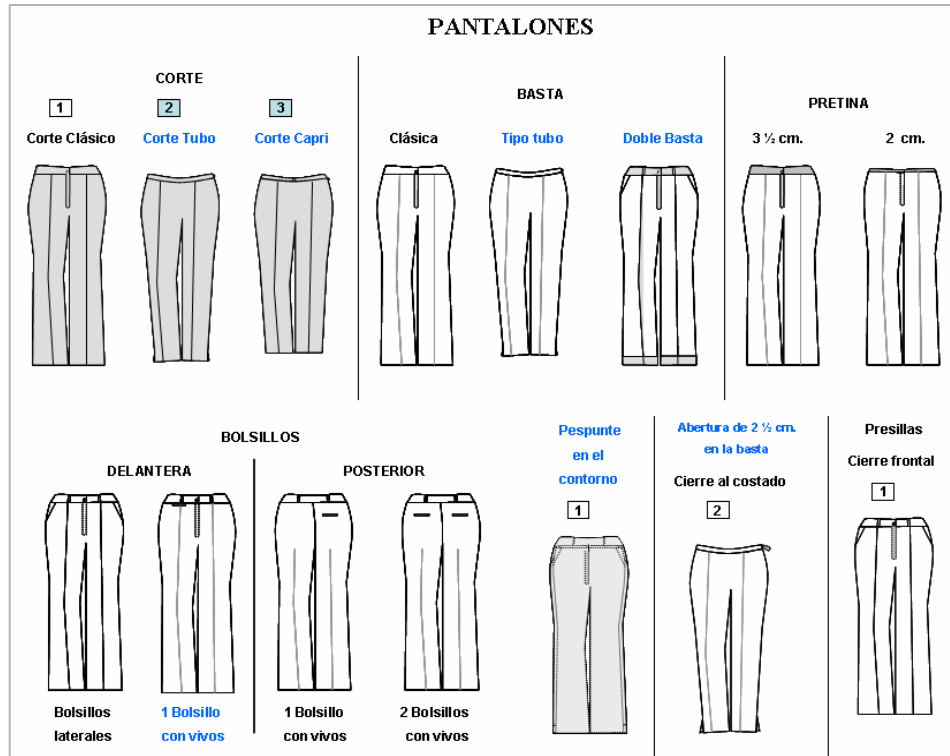 PANTALONES
CORTE
1
2
3
Corte Clásico
Corte Tubo
Corte Capri
BASTA
Clásica
Tipo tubo
Doble Basta
PRETINA
3 ½ cm.
2 cm.
BOLSILLOS
DELANTERA
POSTERIOR
Bolsillos
laterales
1 Bolsillo
con vivos
1 Bolsillo
con vivos
2 Bolsillos
con vivos
Pespunte
en el
contorno
1
Abertura de 2 ½ cm.
en la basta
Cierre al costado
2
Presillas
Cierre frontal
1